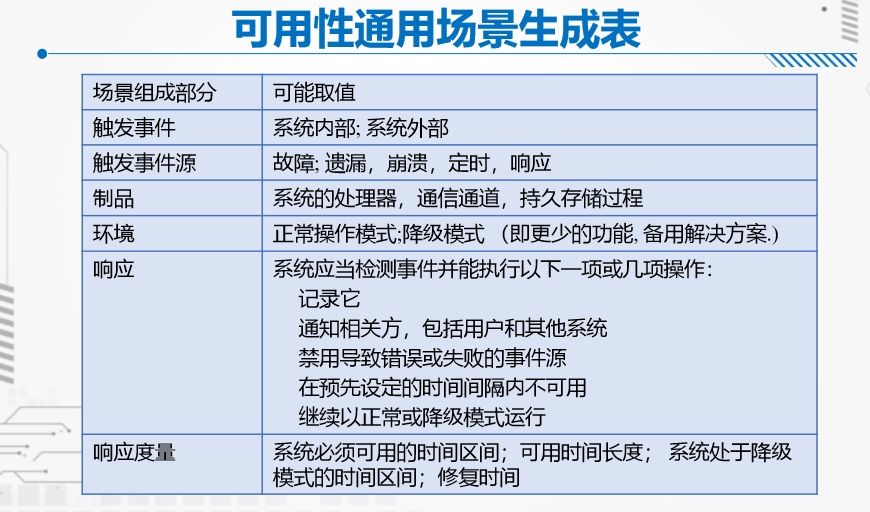 可用性通用场景生成表
场景组成部分 可能取值
触发事件 系统内部; 系统外部
触发事件源 故障; 遗漏，崩溃，定时，响应
制品 系统的处理器，通信通道，持久存储过程
环境 正常操作模式;降级模式 （即更少的功能, 备用解决方案.)
响应 系统应当检测事件并能执行以下一项或几项操作：
记录它
通知相关方，包括用户和其他系统
禁用导致错误或失败的事件源
在预先设定的时间间隔内不可用
继续以正常或降级模式运行
响应度量 系统必须可用的时间区间；可用时间长度； 系统处于降级
模式的时间区间；修复时间